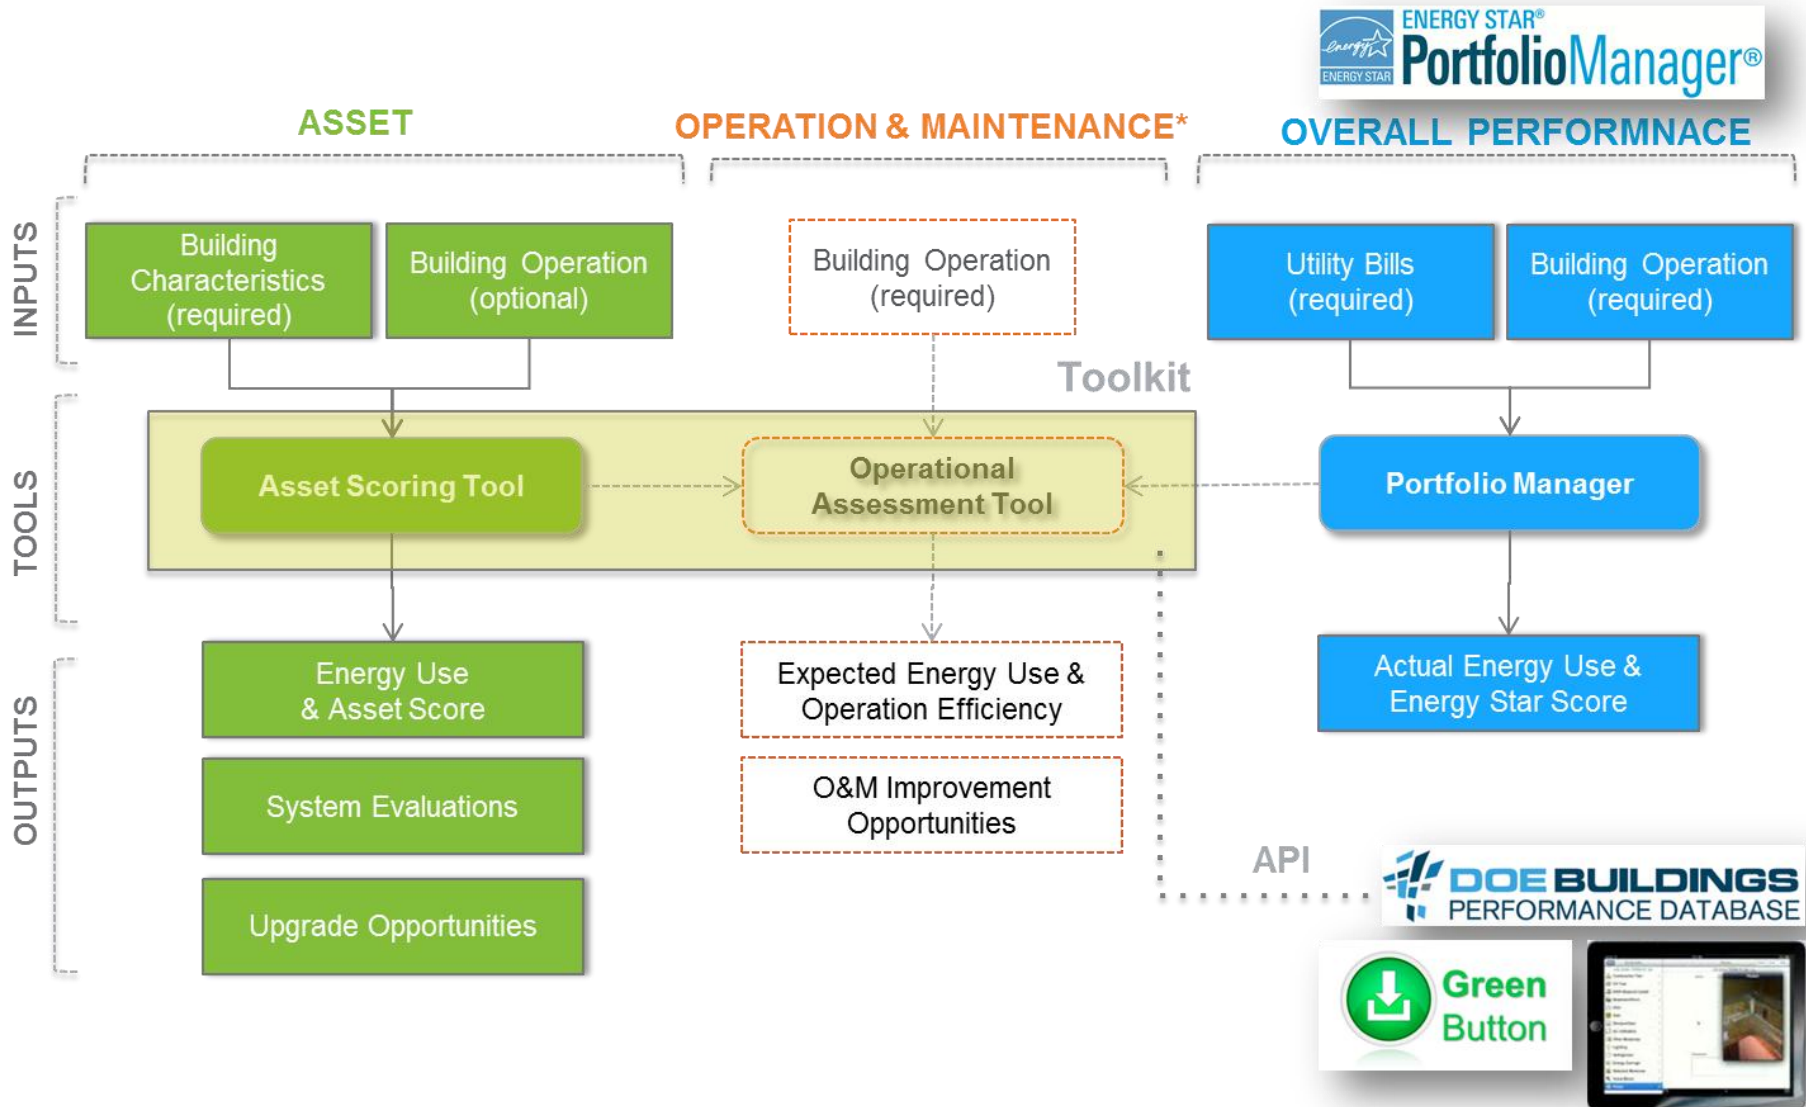 ENERGY STAR®
PortfolioManager®
energy
ENERGY STAR
ASSET
OPERATION & MAINTENANCE*
OVERALL PERFORMNACE
INPUTS
Building
Characteristics
(required)
Building Operation
(optional)
Building Operation
(required)
Utility Bills
(required)
Building Operation
(required)
Toolkit
TOOLS
Asset Scoring Tool
Operational
Assessment Tool
Portfolio Manager
OUTPUTS
Energy Use
& Asset Score
Expected Energy Use &
Operation Efficiency
Actual Energy Use &
Energy Star Score
System Evaluations
O&M Improvement
Opportunities
Upgrade Opportunities
API
DOE BUILDINGS
PERFORMANCE DATABASE
Green
Button